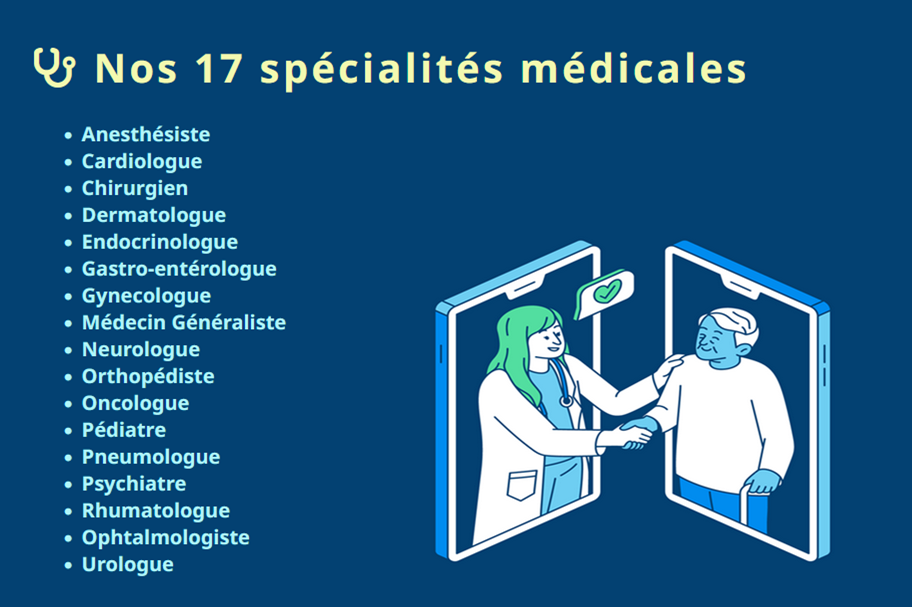 Nos 17 spécialités médicales
Anesthésiste
Cardiologue
Chirurgien
Dermatologue
Endocrinologue
Gastro-entérologue
Gynecologue
Médecin Généraliste
Neurologue
Orthopédiste
Oncologue
Pédiatre
Pneumologue
Psychiatre
Rhumatologue
Ophtalmologiste
Urologue